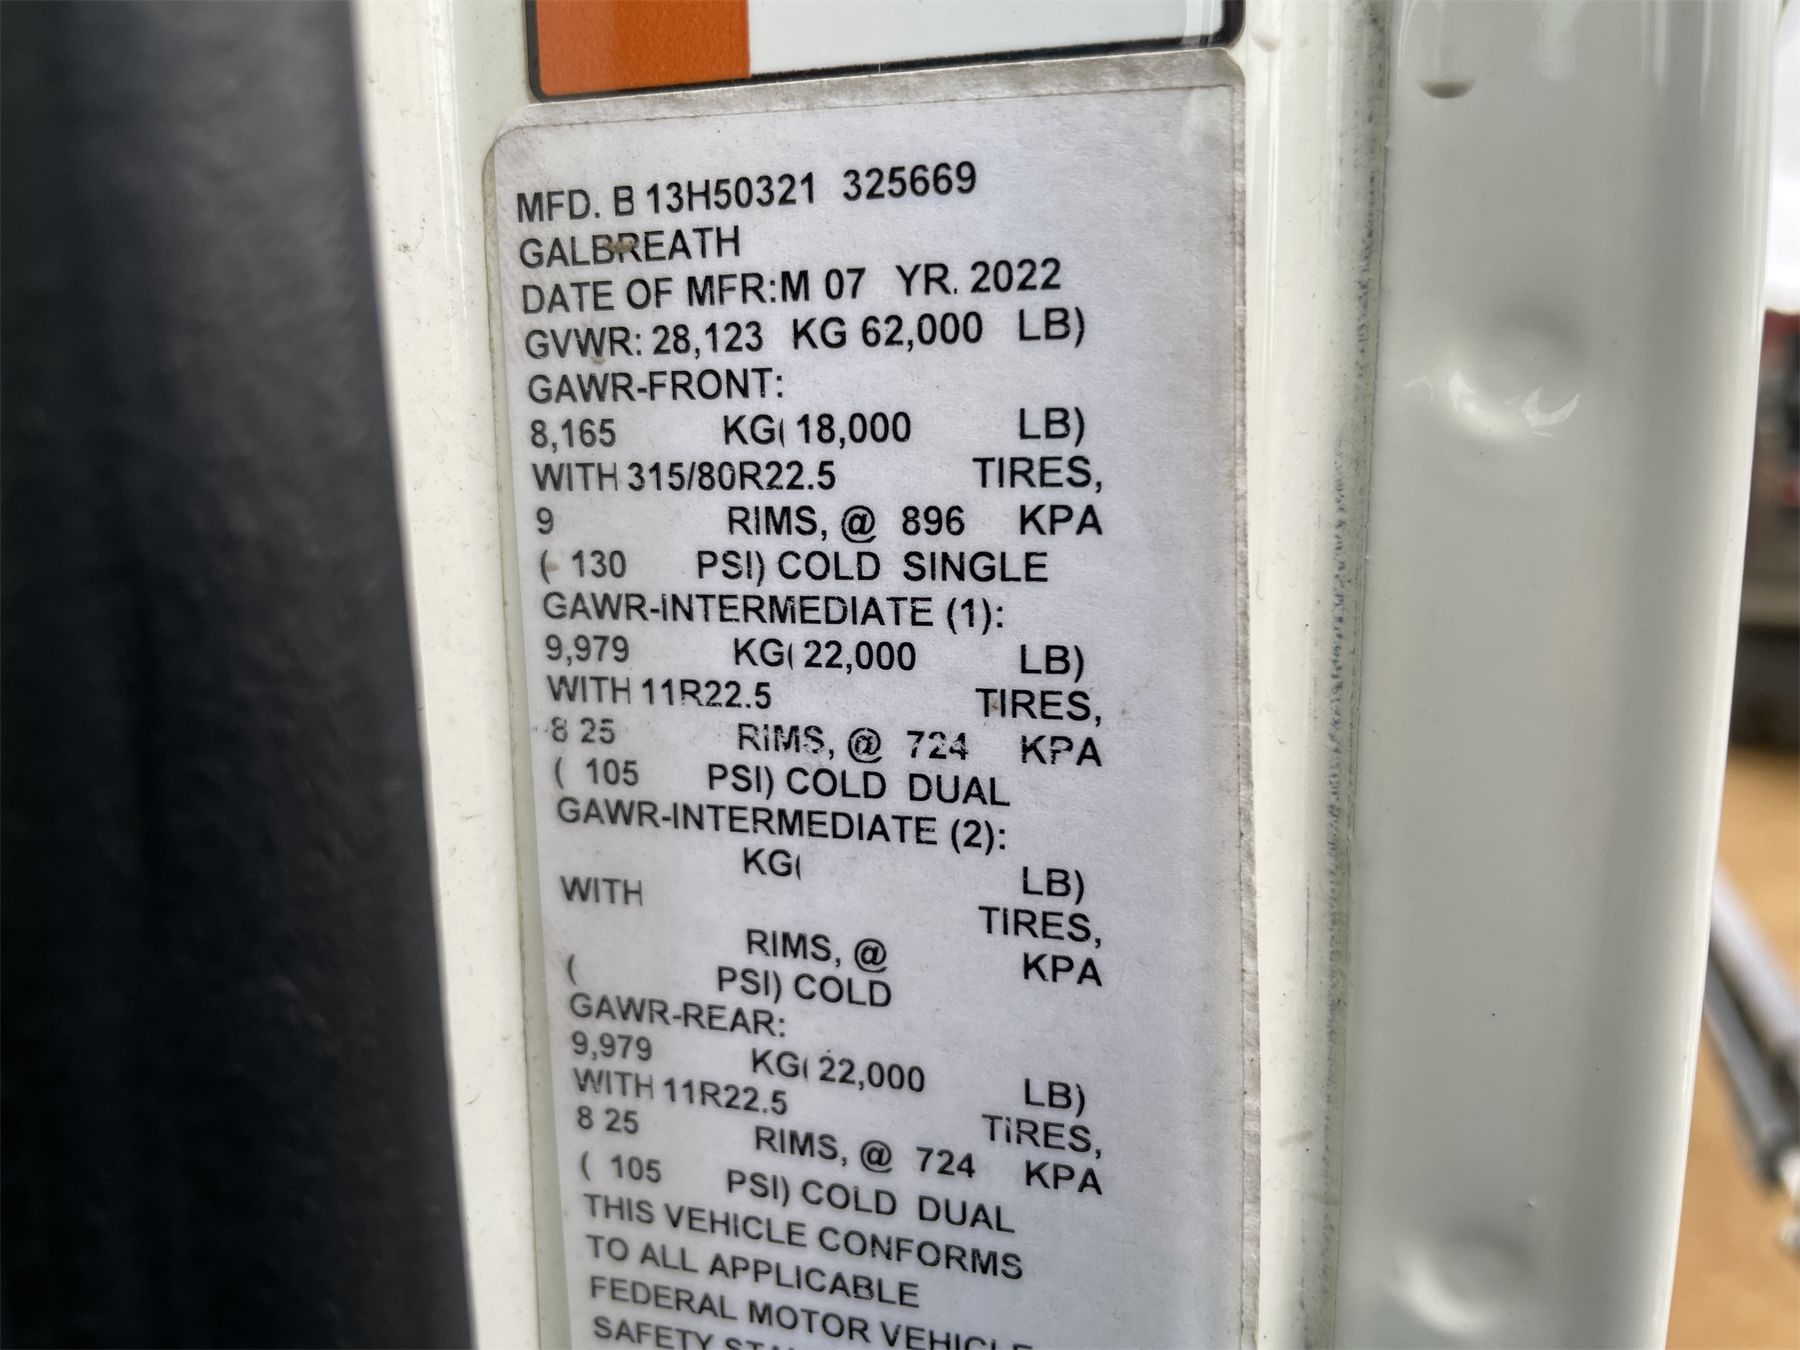 MFD. B 13H50321 325669
GALBREATH
DATE OF MFR:M 07 YR. 2022
GVWR: 28,123 KG 62,000 LB)
GAWR-FRONT:
8,165 KG( 18,000 LB)
WITH 315/80R22.5 TIRES,
9 RIMS, @ 896 KPA
( 130 PSI) COLD SINGLE
GAWR-INTERMEDIATE (1):
9,979 KG( 22,000 LB)
WITH 11R22.5 TIRES,
8 25 RIMS, @ 724 KPA
( 105 PSI) COLD DUAL
GAWR-INTERMEDIATE (2):
KG( LB)
WITH TIRES,
RIMS, @ KPA
( PSI) COLD
GAWR-REAR:
9,979 KG( 22,000 LB)
WITH 11R22.5 TIRES,
8 25 RIMS, @ 724 KPA
( 105 PSI) COLD DUAL
THIS VEHICLE CONFORMS
TO ALL APPLICABLE
FEDERAL MOTOR VEHICLE
SAFETY